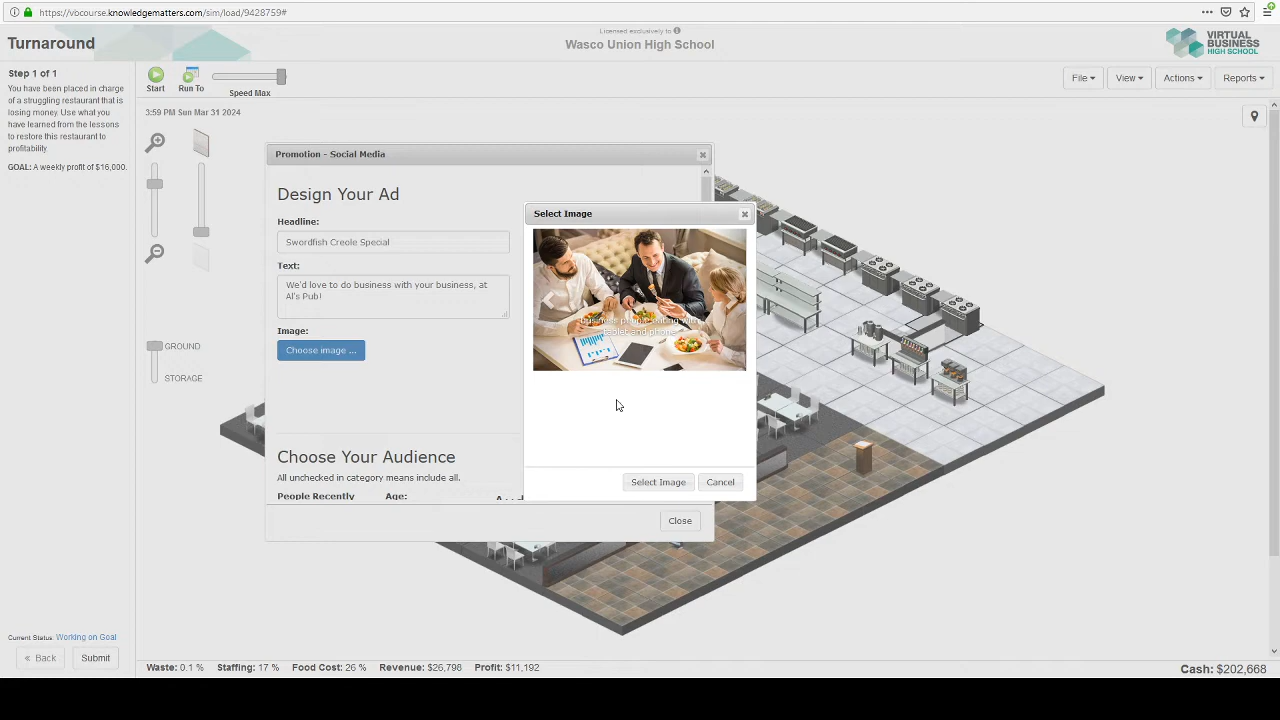 https://vbcourse.knowledgematters.com/sim/load/9428759#
Turnaround
Licensed exclusively to
Wasco Union High School
VIRTUAL
BUSINESS
HIGH SCHOOL
Step 1 of 1
You have been placed in charge
of a struggling restaurant that is
losing money. Use what you
have learned from the lessons
to restore this restaurant to
profitability.
GOAL: A weekly profit of $16,000.
Start
Run To
Speed Max
File
View
Actions
Reports
3:59 PM Sun Mar 31 2024
GROUND
STORAGE
Promotion - Social Media
Design Your Ad
Headline:
Swordfish Creole Special
Text:
We'd love to do business with your business, at
Al's Pub!
Image:
Choose image ...
Choose Your Audience
All unchecked in category means include all.
People Recently
Age:
Close
Select Image
business people eating with
tablet and phone
Select Image
Cancel
Current Status: Working on Goal
« Back
Submit
Waste: 0.1 % Staffing: 17 % Food Cost: 26 % Revenue: $26,798 Profit: $11,192
Cash: $202,668